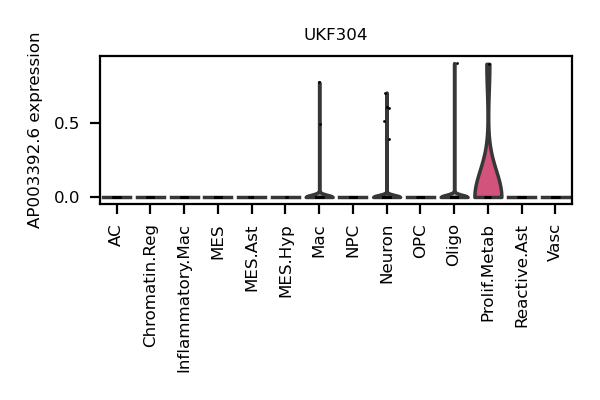 UKF304
AP003392.6 expression
0.5
0.0
AC
Chromatin.Reg
Inflammatory.Mac
MES
MES.Ast
MES.Hyp
Mac
NPC
Neuron
OPC
Oligo
Prolif.Metab
Reactive.Ast
Vasc